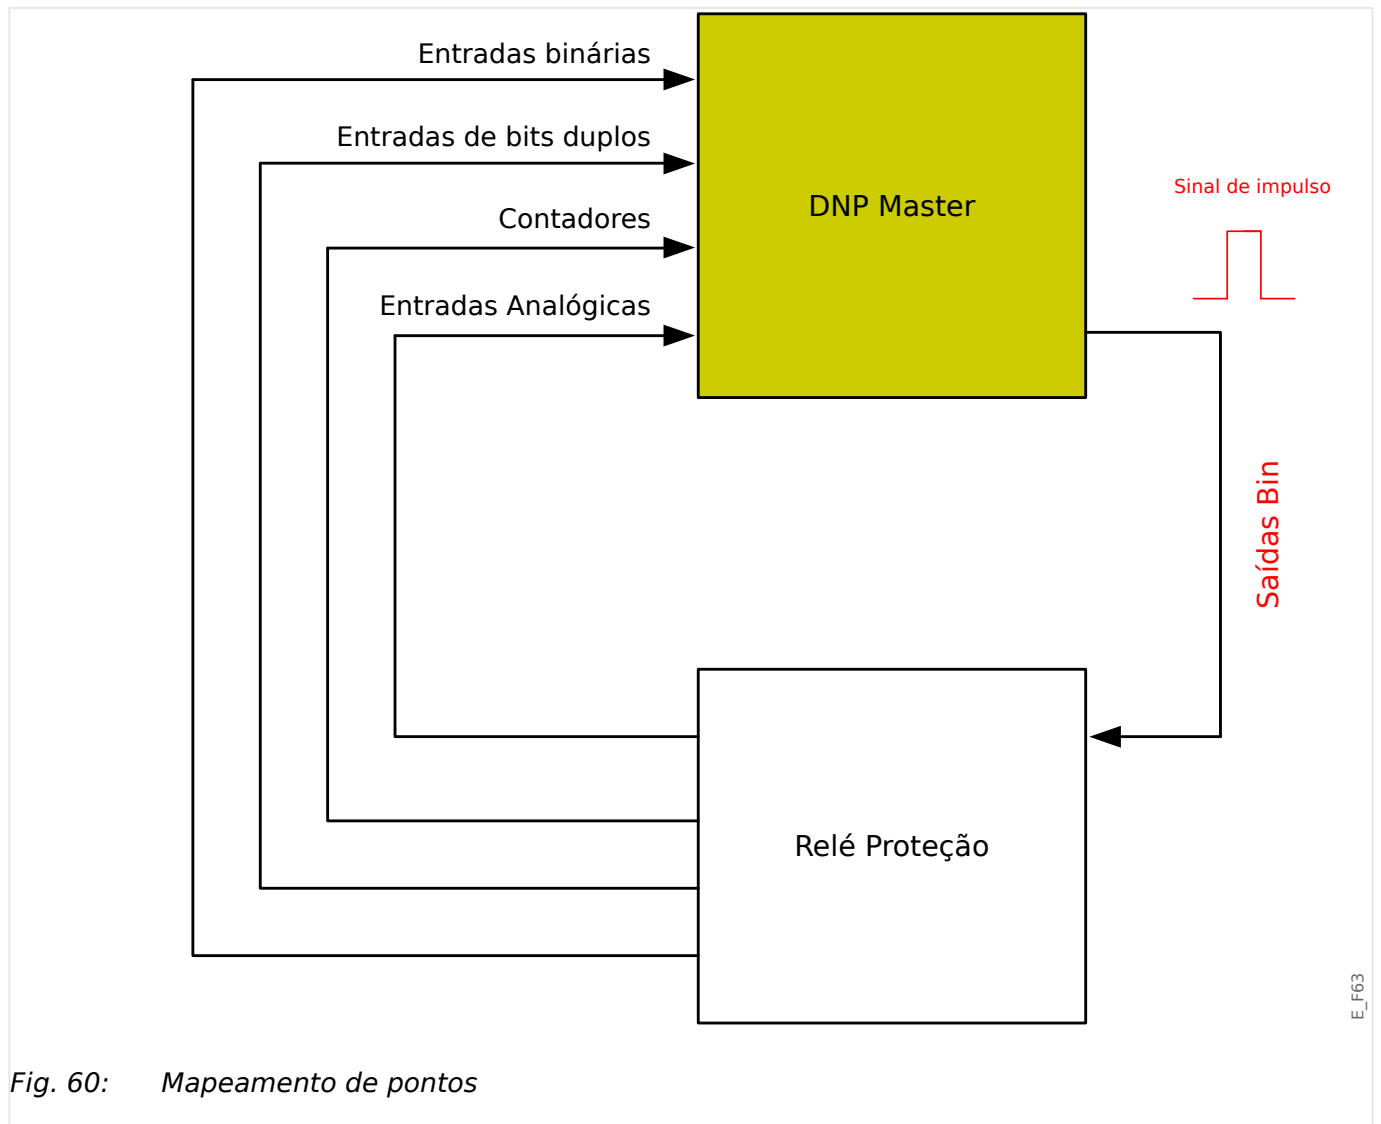 Entradas binárias
Entradas de bits duplos
Contadores
Entradas Analógicas
DNP Master
Sinal de impulso
Saídas Bin
Relé Proteção
E_F63
Fig. 60: Mapeamento de pontos